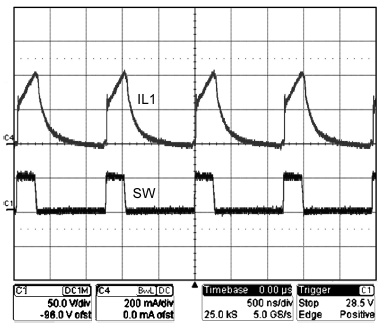 IL1
C4
SW
C1
C1 DC1M
50.0 V/div
-96.0 V ofst
C4 BwL DC
200 mA/div
0.0 mA ofst
Timebase 0.00 µs
500 ns/div
25.0 kS 5.0 GS/s
Trigger C1
Stop 28.5 V
Edge Positive